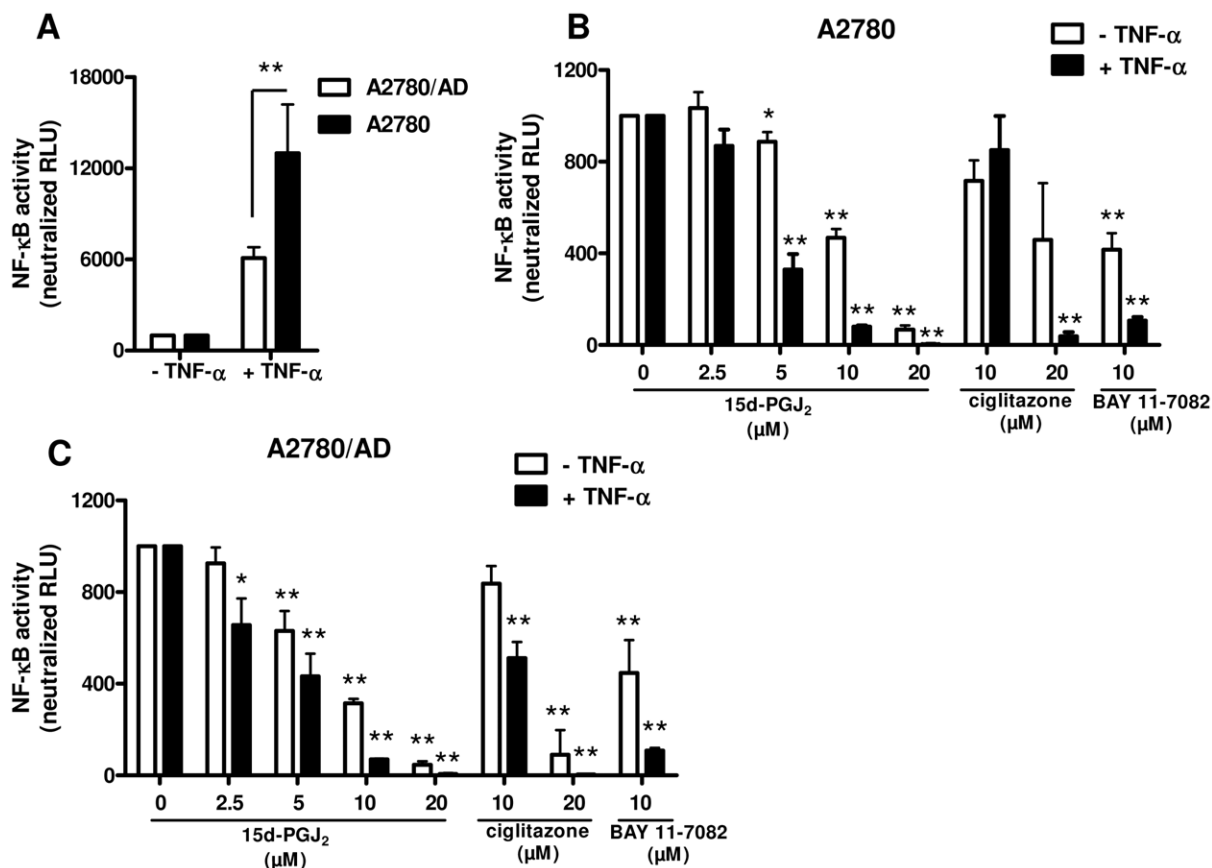 A
NF-κB activity
(neutralized RLU)
18000
12000
6000
0
**
A2780/AD
A2780
- TNF-α + TNF-α
B
A2780
- TNF-α
+ TNF-α
NF-κB activity
(neutralized RLU)
1200
800
400
0
* ** ** ** ** ** ** ** **
0 2.5 5 10 20 10 20 10
15d-PGJ₂ ciglitazone BAY 11-7082
(μM) (μM) (μM)
C
A2780/AD
- TNF-α
+ TNF-α
NF-κB activity
(neutralized RLU)
1200
800
400
0
* ** ** ** ** ** ** ** ** ** ** **
0 2.5 5 10 20 10 20 10
15d-PGJ₂ ciglitazone BAY 11-7082
(μM) (μM) (μM)